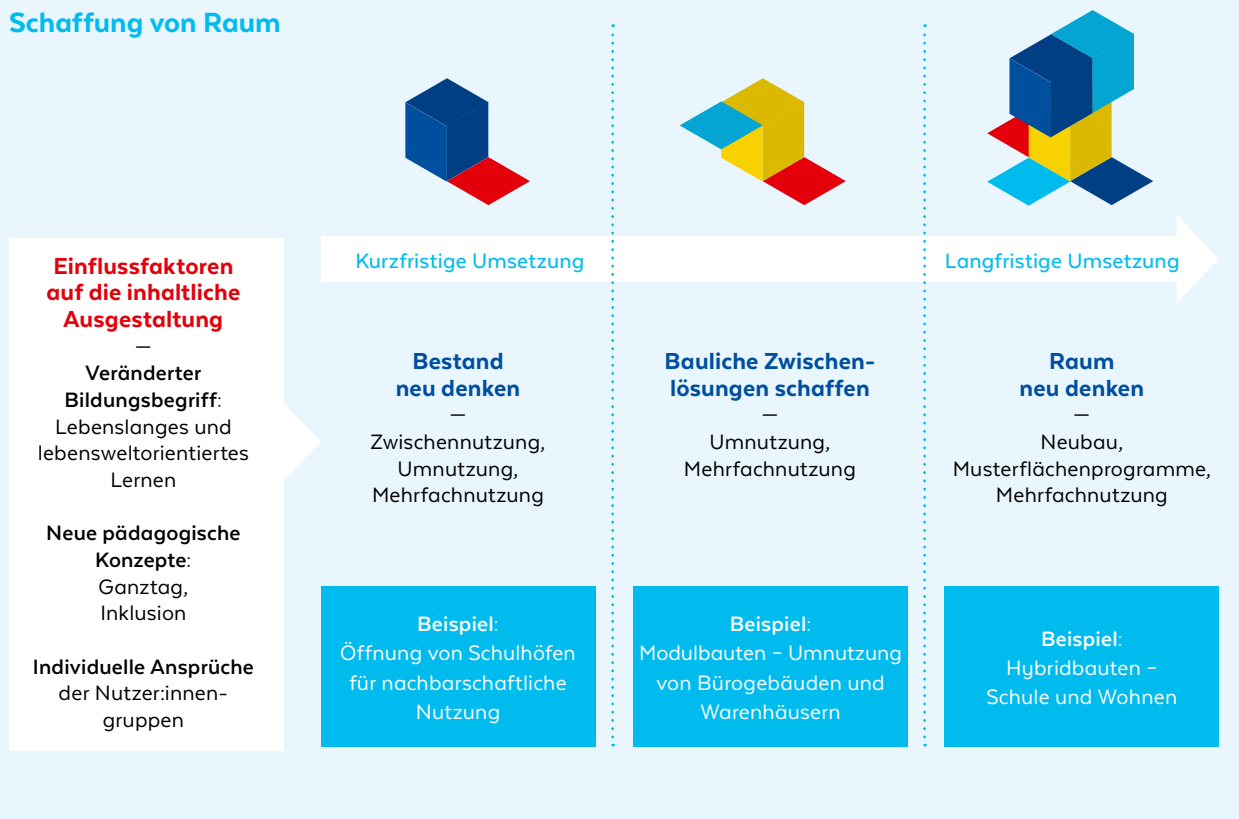 Schaffung von Raum
Einflussfaktoren
auf die inhaltliche
Ausgestaltung
—
Veränderter
Bildungsbegriff:
Lebenslanges und
lebensweltorientiertes
Lernen
Neue pädagogische
Konzepte:
Ganztag,
Inklusion
Individuelle Ansprüche
der Nutzer:innen-
gruppen
Kurzfristige Umsetzung
Langfristige Umsetzung
Bestand
neu denken
—
Zwischennutzung,
Umnutzung,
Mehrfachnutzung
Beispiel:
Öffnung von Schulhöfen
für nachbarschaftliche
Nutzung
Bauliche Zwischen-
lösungen schaffen
—
Umnutzung,
Mehrfachnutzung
Beispiel:
Modulbauten – Umnutzung
von Bürogebäuden und
Warenhäusern
Raum
neu denken
—
Neubau,
Musterflächenprogramme,
Mehrfachnutzung
Beispiel:
Hybridbauten –
Schule und Wohnen